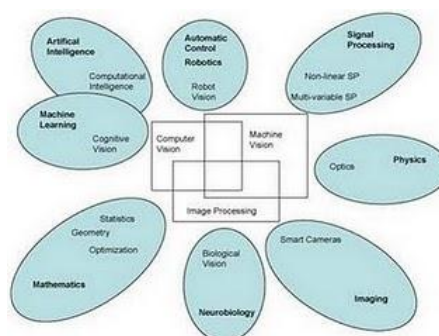 Artifical
Intelligence
Computational
Intelligence
Automatic
Control
Robotics
Robot
Vision
Signal
Processing
Non-linear SP
Multi-variable SP
Machine
Learning
Cognitive
Vision
Computer
Vision
Machine
Vision
Optics
Physics
Image Processing
Statistics
Geometry
Optimization
Mathematics
Biological
Vision
Neurobiology
Smart Cameras
Imaging